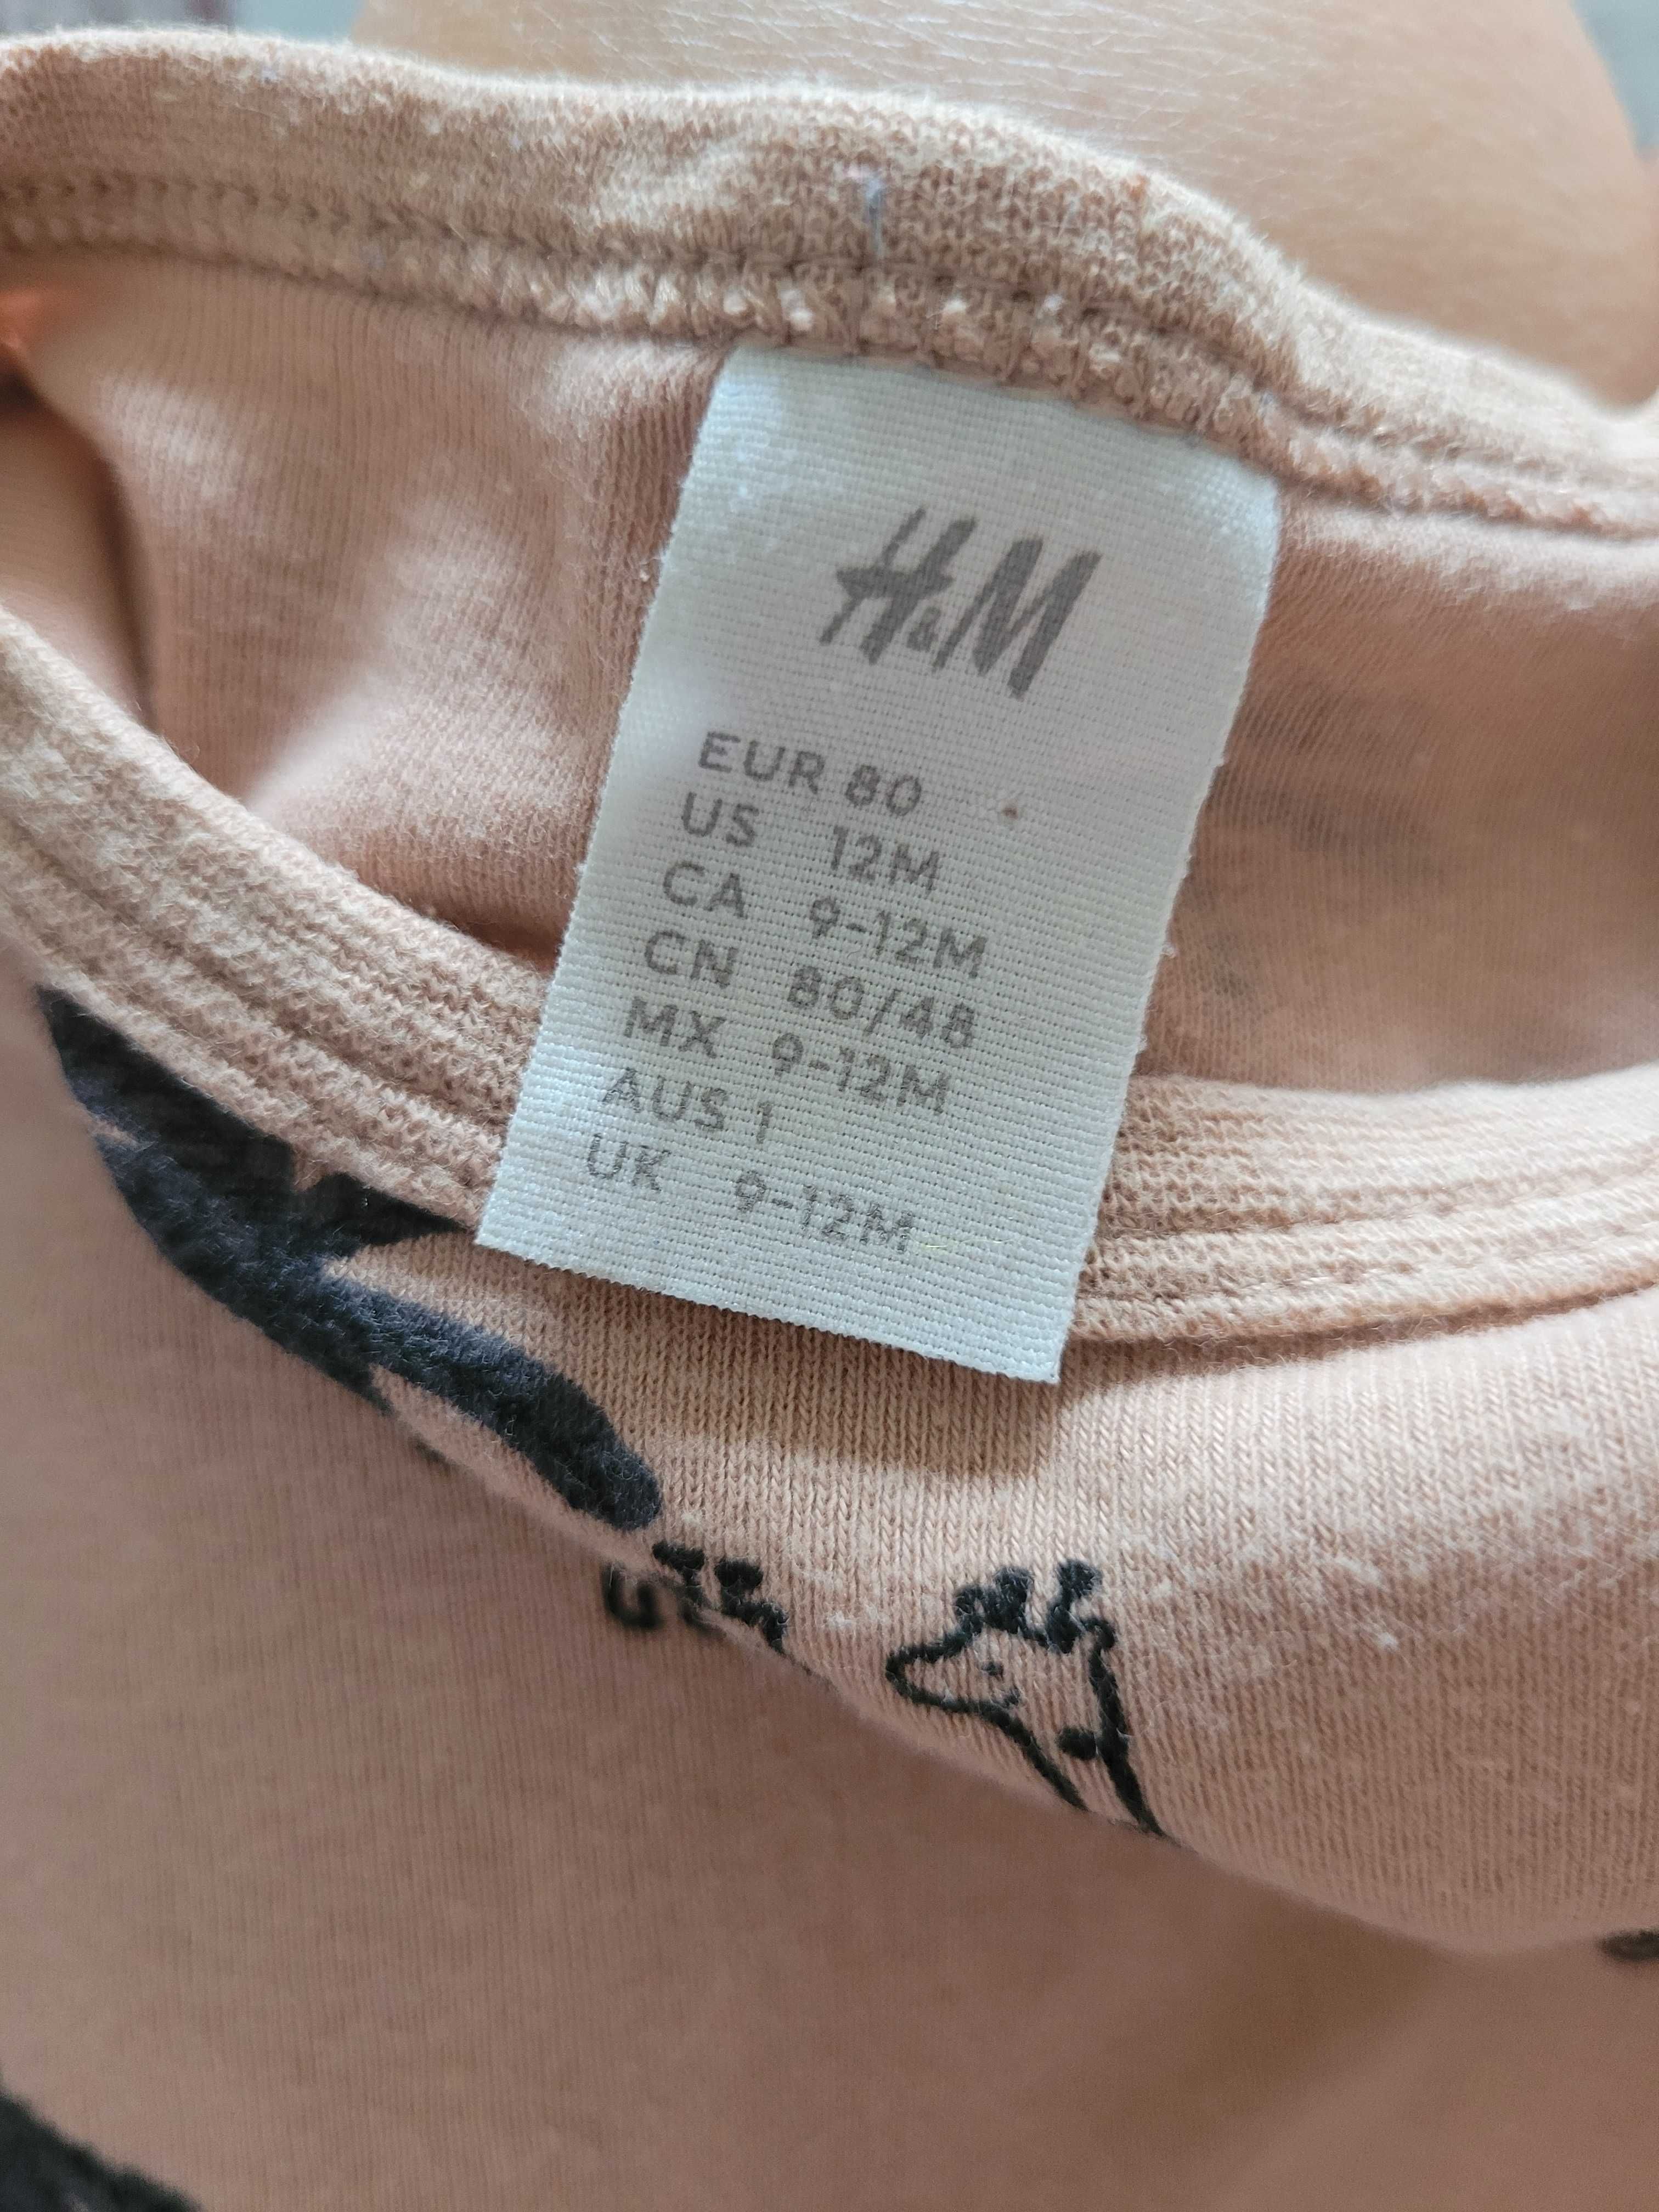 H&M
EUR 80
US 12M
CA 9-12M
CN 80/48
MX 9-12M
AUS 1
UK 9-12M